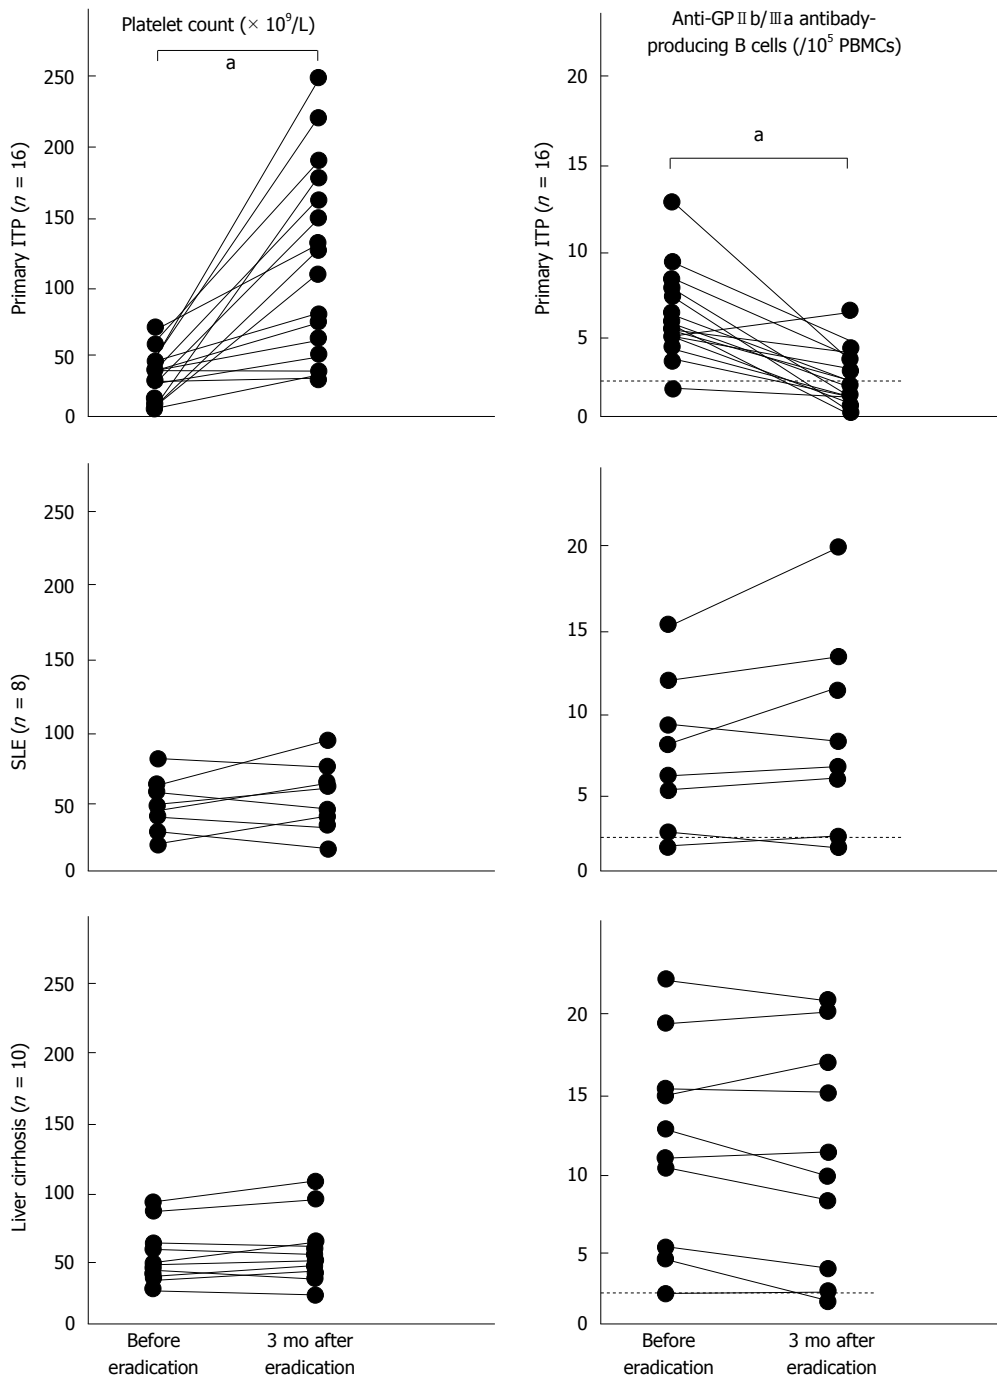 Platelet count (× 10⁹/L)
a
250
200
150
100
50
0
Primary ITP (n = 16)
Anti-GPⅡb/Ⅲa antibady-
producing B cells (/10⁵ PBMCs)
a
20
15
10
5
0
Primary ITP (n = 16)
250
200
150
100
50
0
SLE (n = 8)
20
15
10
5
0
250
200
150
100
50
0
Liver cirrhosis (n = 10)
Before
eradication
3 mo after
eradication
20
15
10
5
0
Before
eradication
3 mo after
eradication